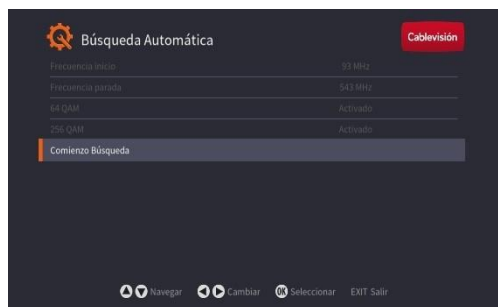 Búsqueda Automática
Cablevisión
Frecuencia inicio 93 MHz
Frecuencia parada 543 MHz
64 QAM Activado
256 QAM Activado
Comienzo Búsqueda
Navegar Cambiar OK Seleccionar EXIT Salir